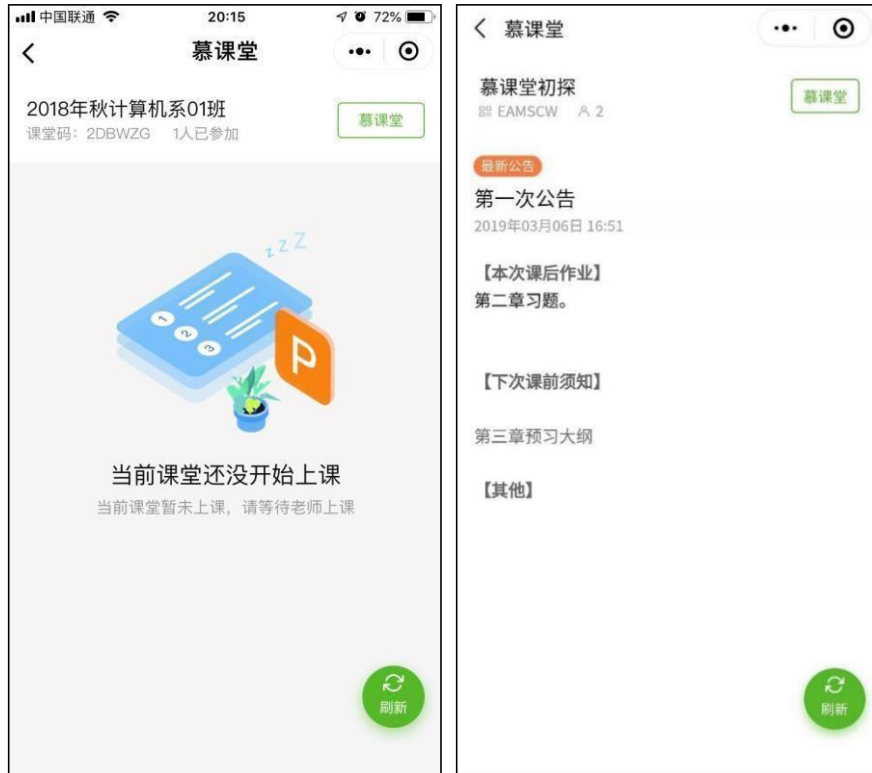 中国联通
20:15
72%
慕课堂
2018年秋计算机系01班
慕课堂
课堂码：2DBWZG 1人已参加
zZZ
1
2
3
P
当前课堂还没开始上课
当前课堂暂未上课，请等待老师上课
刷新
慕课堂
慕课堂初探
慕课堂
EAMSCW 2
最新公告
第一次公告
2019年03月06日 16:51
【本次课后作业】
第二章习题。
【下次课前须知】
第三章预习大纲
【其他】
刷新